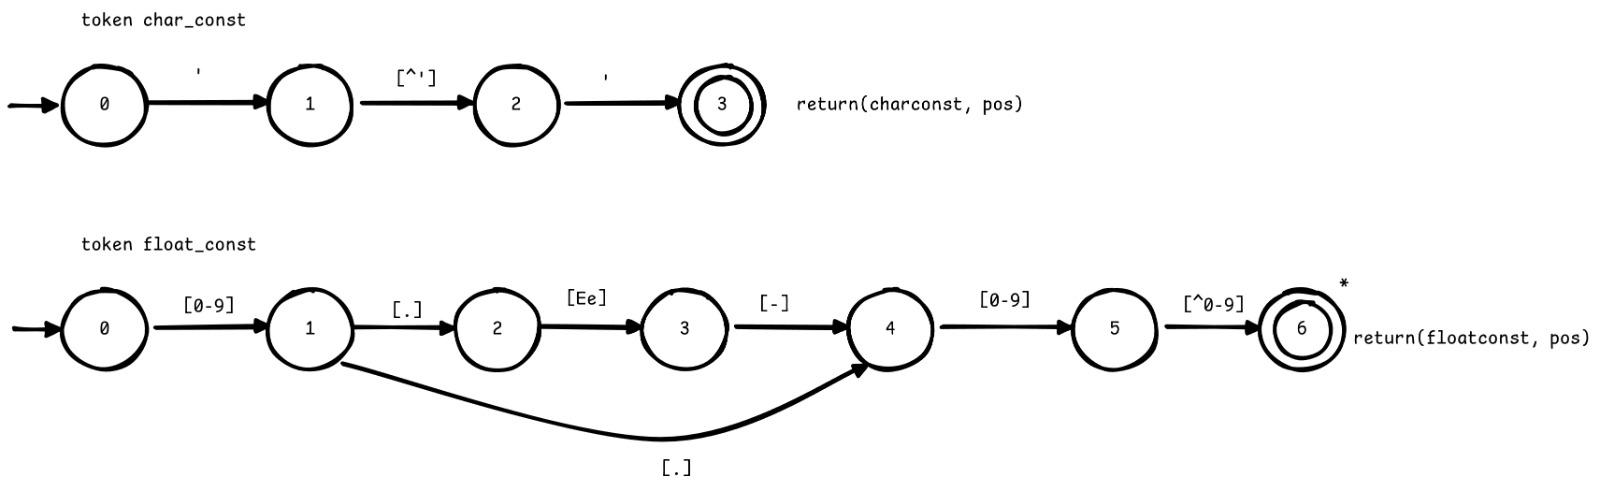 token char_const
' [^'] '
0 1 2 3 return(charconst, pos)
token float_const
*
[0-9] [.] [Ee] [-] [0-9] [^0-9]
0 1 2 3 4 5 6
return(floatconst, pos)
[.]